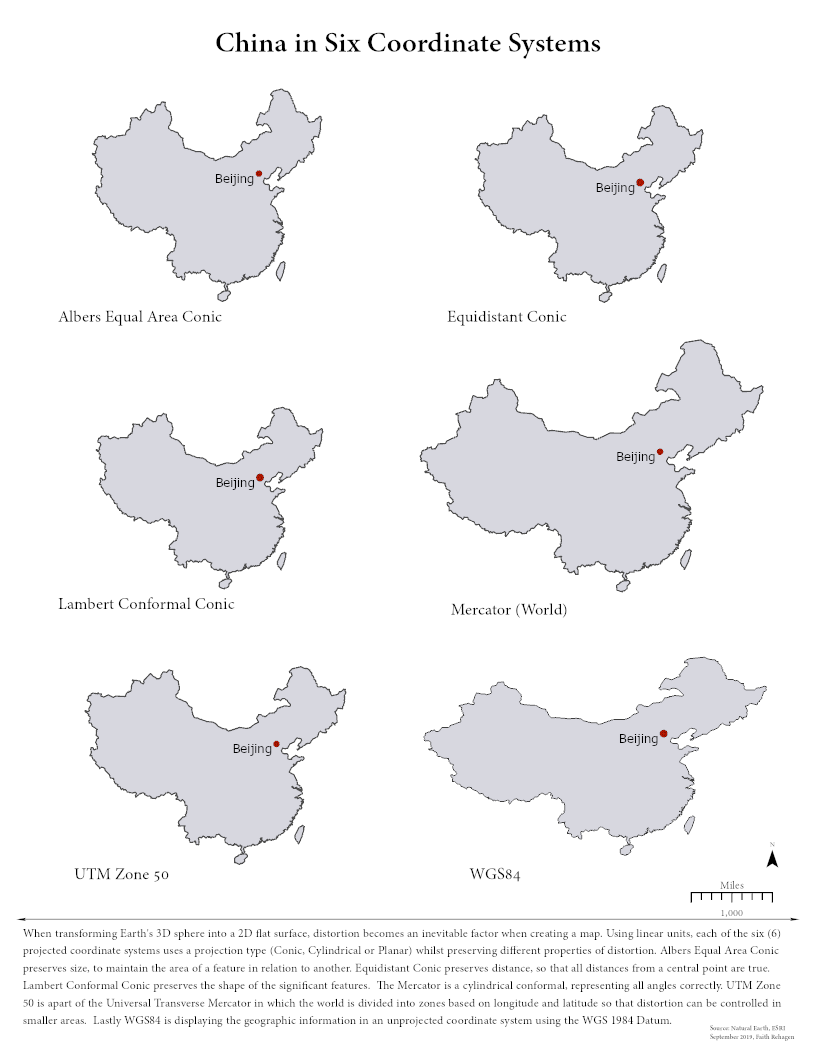 China in Six Coordinate Systems
Beijing
Beijing
Albers Equal Area Conic
Equidistant Conic
Beijing
Beijing
Lambert Conformal Conic
Mercator (World)
Beijing
Beijing
UTM Zone 50
WGS84
N
Miles
1,000
When transforming Earth's 3D sphere into a 2D flat surface, distortion becomes an inevitable factor when creating a map. Using linear units, each of the six (6)
projected coordinate systems uses a projection type (Conic, Cylindrical or Planar) whilst preserving different properties of distortion. Albers Equal Area Conic
preserves size, to maintain the area of a feature in relation to another. Equidistant Conic preserves distance, so that all distances from a central point are true.
Lambert Conformal Conic preserves the shape of the significant features. The Mercator is a cylindrical conformal, representing all angles correctly. UTM Zone
50 is apart of the Universal Transverse Mercator in which the world is divided into zones based on longitude and latitude so that distortion can be controlled in
smaller areas. Lastly WGS84 is displaying the geographic information in an unprojected coordinate system using the WGS 1984 Datum.
Source: Natural Earth, ESRI
September 2019, Faith Rehagen